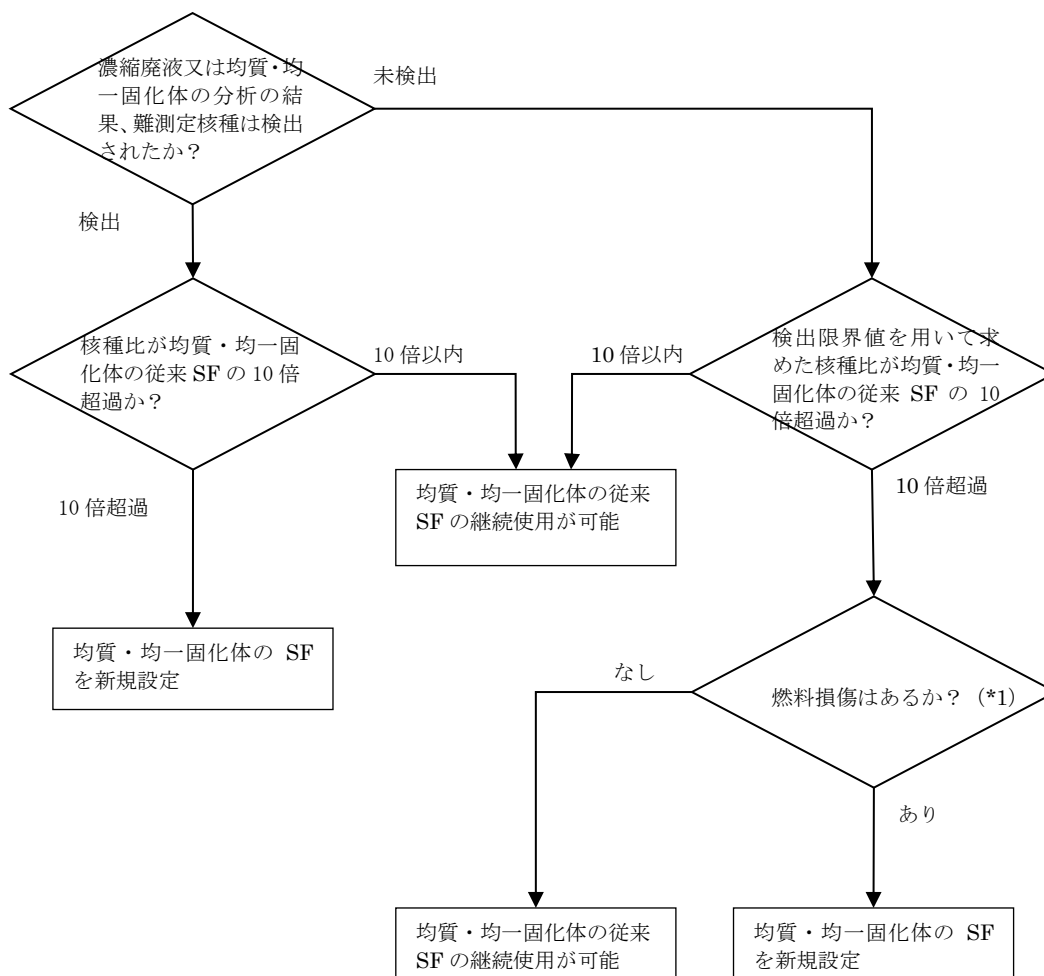 濃縮廃液又は均質・均
一固化体の分析の結
果、難測定核種は検出
されたか？
未検出
検出
核種比が均質・均一固
化体の従来 SF の 10 倍
超過か？
10 倍以内
10 倍以内
検出限界値を用いて求
めた核種比が均質・均一
固化体の従来 SF の 10
倍超過か？
10 倍超過
均質・均一固化体の従来
SF の継続使用が可能
10 倍超過
均質・均一固化体の SF
を新規設定
なし
燃料損傷はあるか？（*1）
あり
均質・均一固化体の従来
SF の継続使用が可能
均質・均一固化体の SF
を新規設定